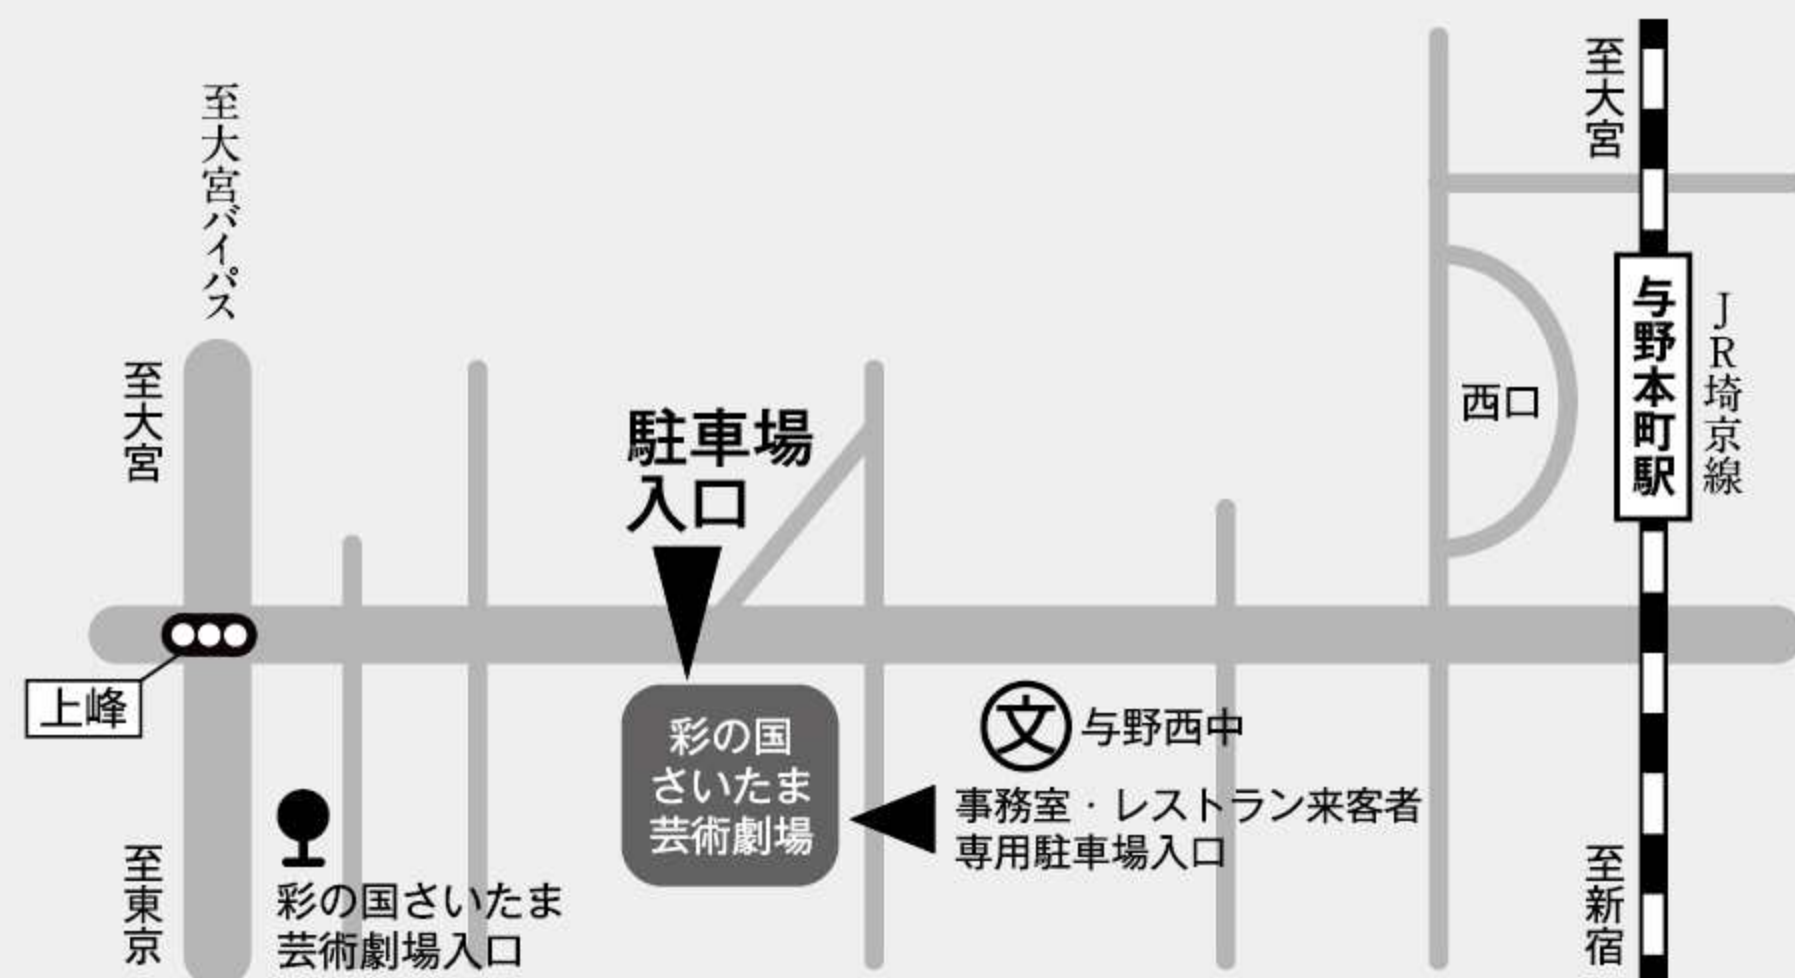 至大宮バイパス
至大宮
上峰
至東京
彩の国さいたま
芸術劇場入口
駐車場
入口
彩の国
さいたま
芸術劇場
文
与野西中
事務室・レストラン来客者
専用駐車場入口
西口
至大宮
与野本町駅
JR埼京線
至新宿